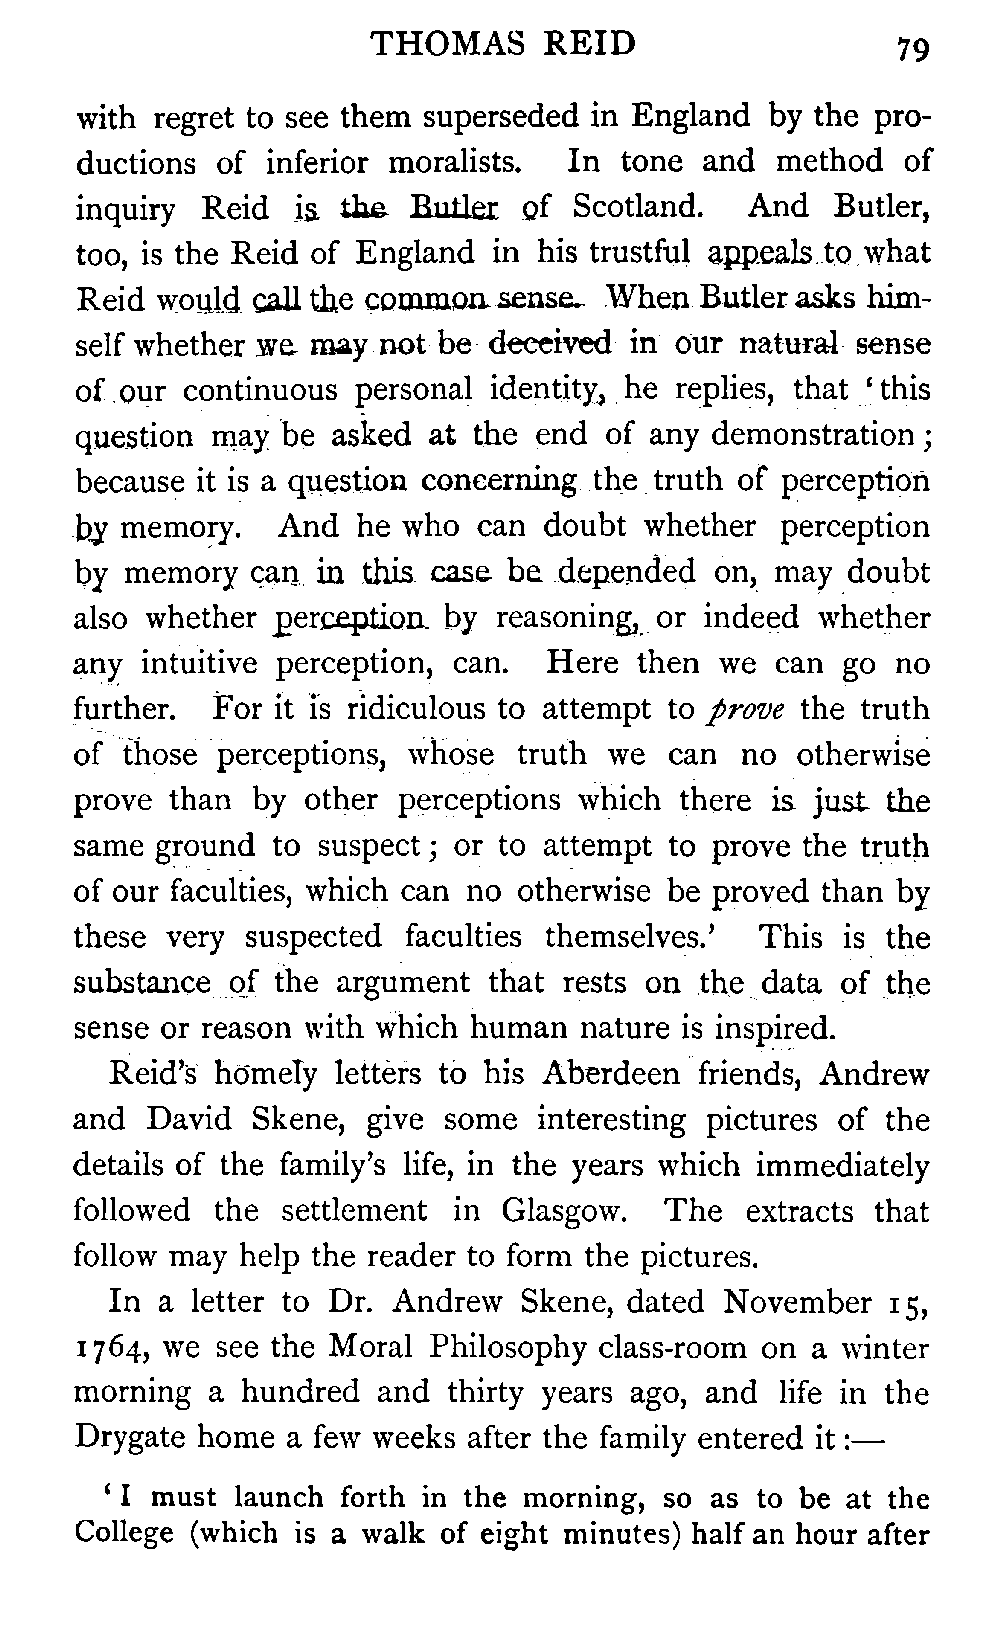 THOMAS REID 79
with regret to see them superseded in England by the pro-
ductions of inferior moralists. In tone and method of
inquiry Reid is the Butler of Scotland. And Butler,
too, is the Reid of England in his trustful appeals to what
Reid would call the common sense. When Butler asks him-
self whether we may not be deceived in our natural sense
of our continuous personal identity, he replies, that ‘this
question may be asked at the end of any demonstration;
because it is a question concerning the truth of perception
by memory. And he who can doubt whether perception
by memory can in this case be depended on, may doubt
also whether perception by reasoning, or indeed whether
any intuitive perception, can. Here then we can go no
further. For it is ridiculous to attempt to prove the truth
of those perceptions, whose truth we can no otherwise
prove than by other perceptions which there is just the
same ground to suspect; or to attempt to prove the truth
of our faculties, which can no otherwise be proved than by
these very suspected faculties themselves.’ This is the
substance of the argument that rests on the data of the
sense or reason with which human nature is inspired.
Reid’s homely letters to his Aberdeen friends, Andrew
and David Skene, give some interesting pictures of the
details of the family’s life, in the years which immediately
followed the settlement in Glasgow. The extracts that
follow may help the reader to form the pictures.
In a letter to Dr. Andrew Skene, dated November 15,
1764, we see the Moral Philosophy class-room on a winter
morning a hundred and thirty years ago, and life in the
Drygate home a few weeks after the family entered it:—
‘I must launch forth in the morning, so as to be at the
College (which is a walk of eight minutes) half an hour after